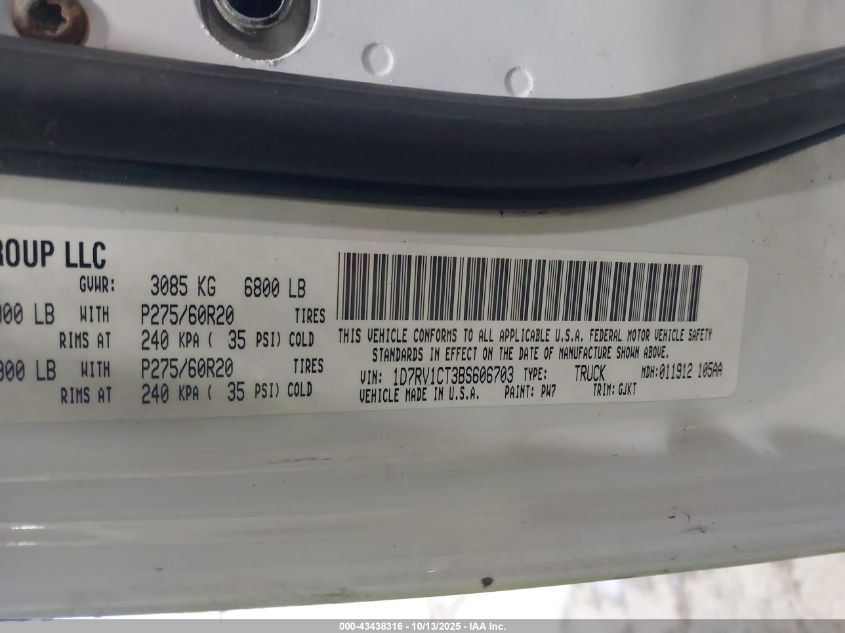 ROUP LLC
GVWR: 3085 KG 6800 LB
00 LB WITH P275/60R20 TIRES
RIMS AT 240 KPA ( 35 PSI) COLD
900 LB WITH P275/60R20 TIRES
RIMS AT 240 KPA ( 35 PSI) COLD
THIS VEHICLE CONFORMS TO ALL APPLICABLE U.S.A. FEDERAL MOTOR VEHICLE SAFETY
STANDARDS IN EFFECT ON THE DATE OF MANUFACTURE SHOWN ABOVE.
VIN: 1D7RV1CT3BS606703 TYPE: TRUCK MDH: 011912 105AA
VEHICLE MADE IN U.S.A. PAINT: PW7 TRIM: GJKT
000-43438316 - 10/13/2025 - IAA Inc.